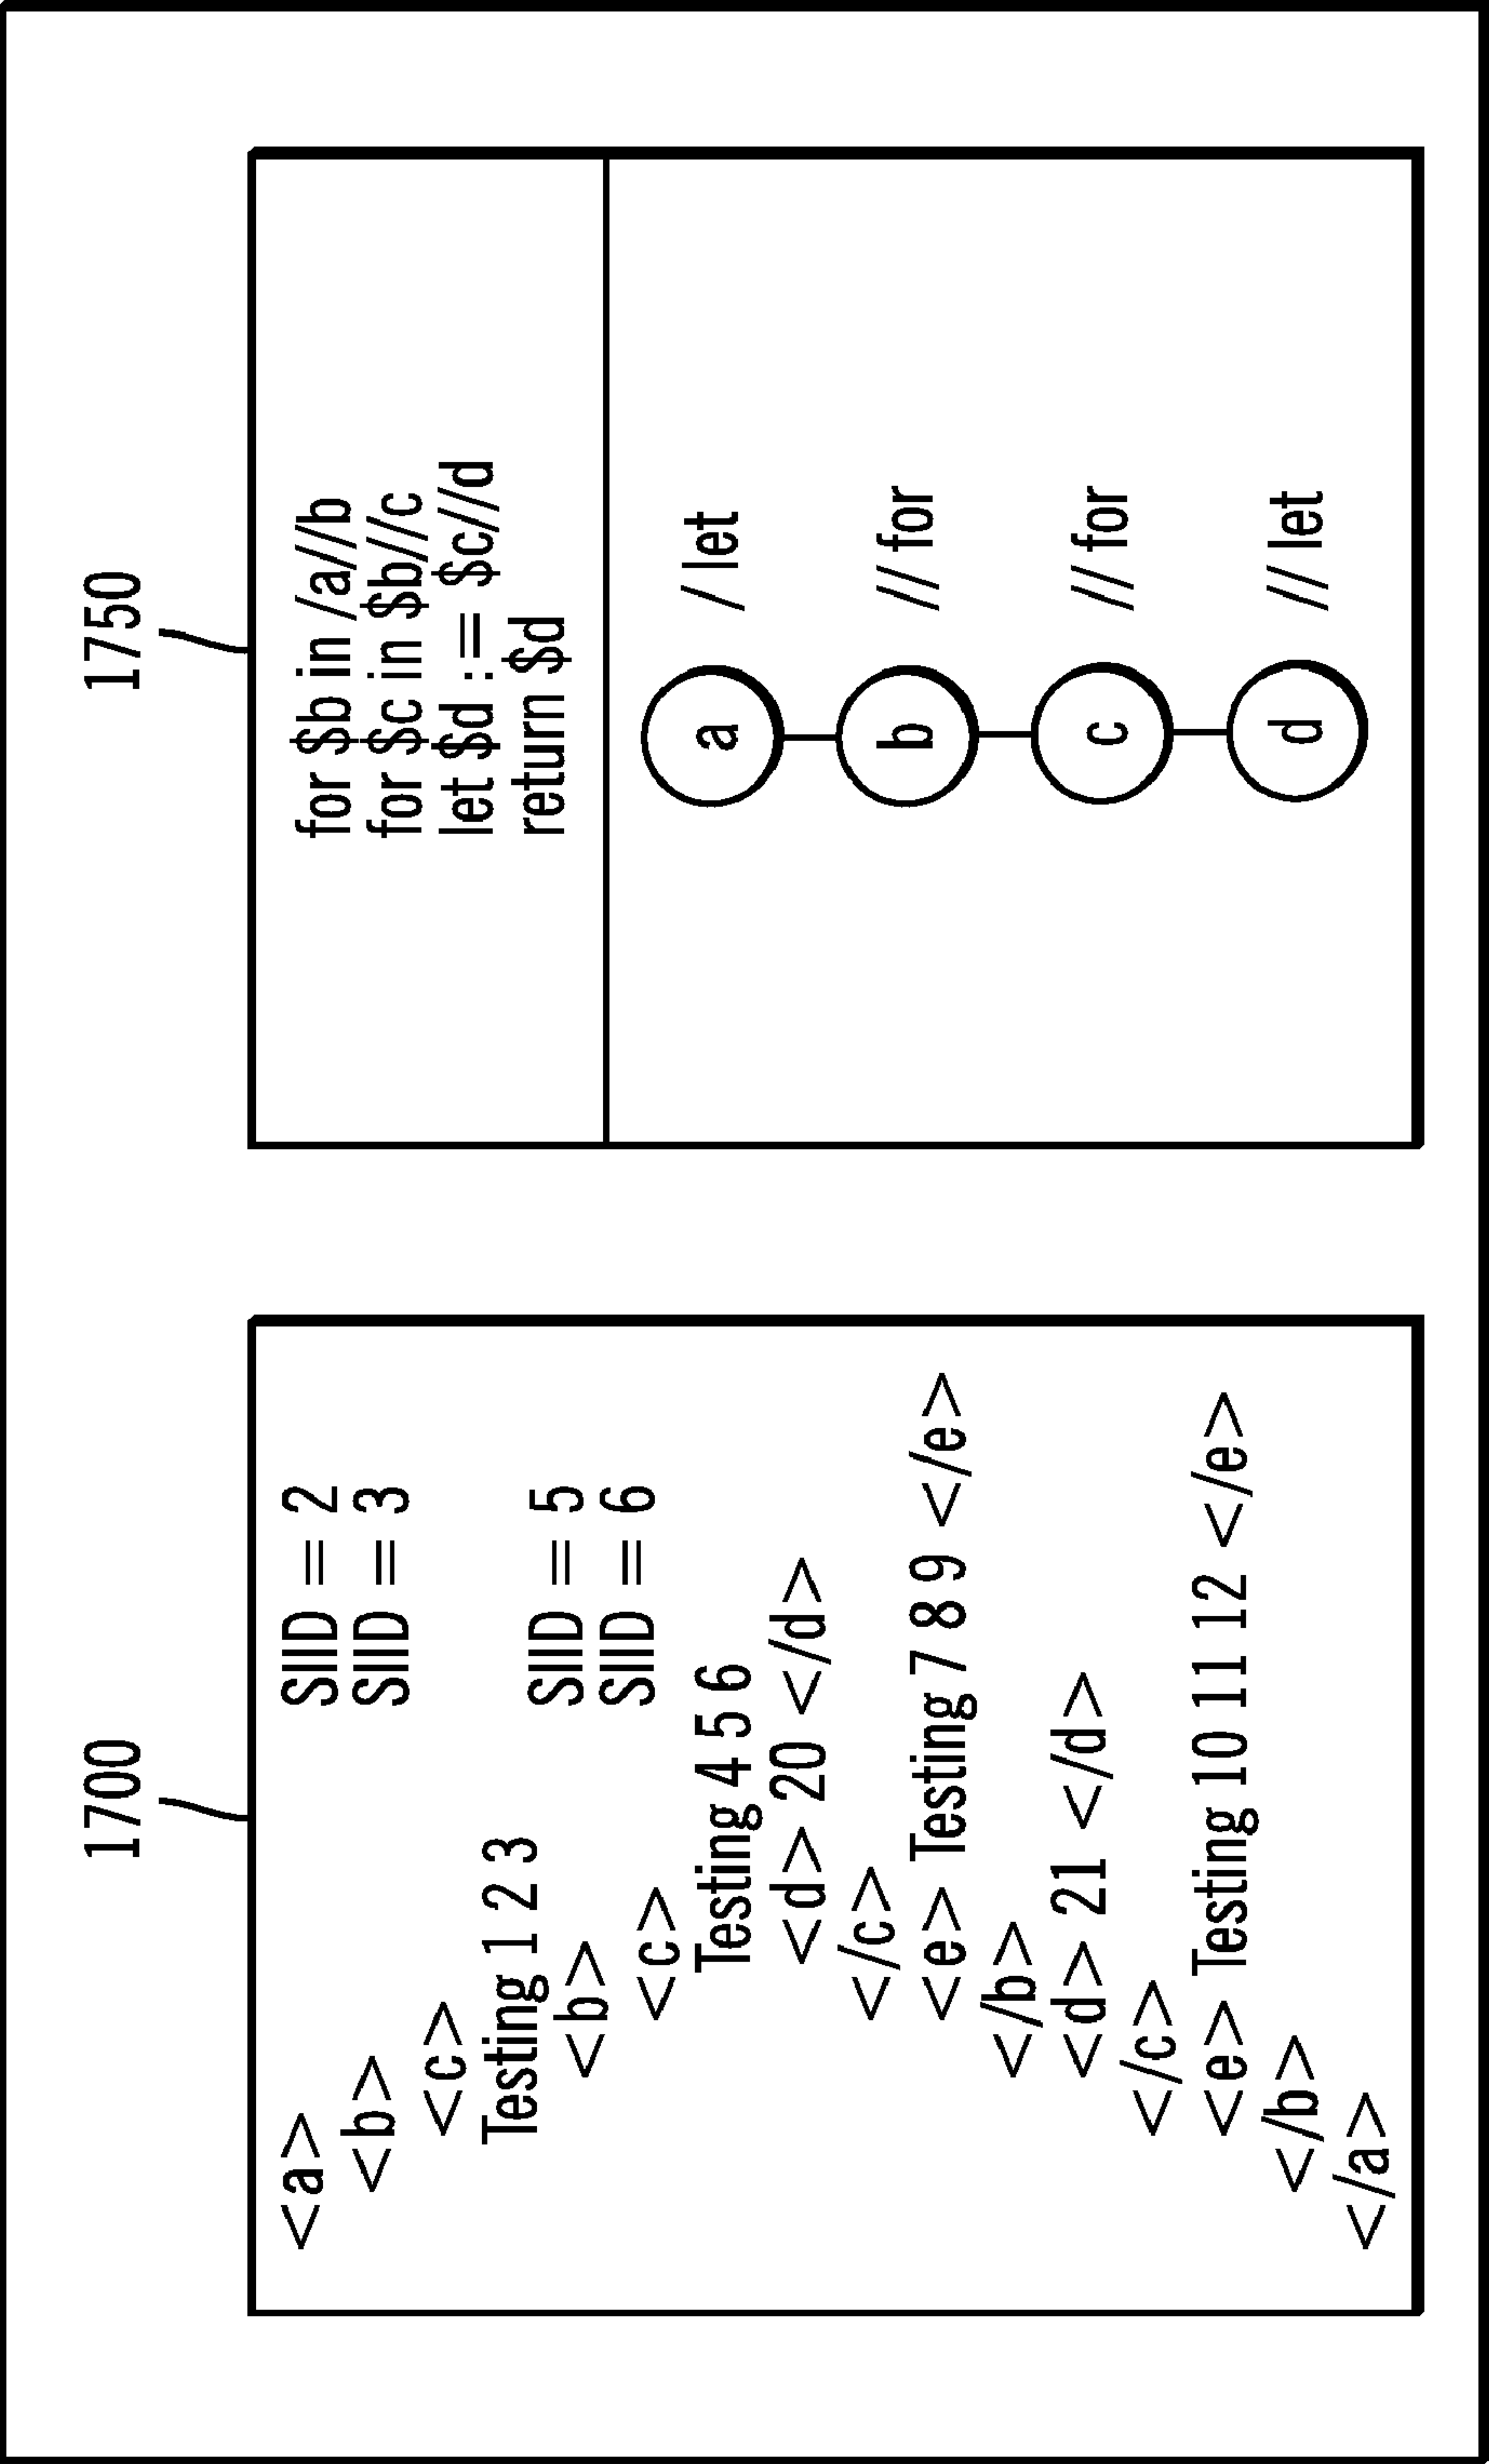 1700
<a> SIID = 2
<b> SIID = 3
<c>
Testing 1 2 3 SIID = 5
<b> SIID = 6
<c>
Testing 4 5 6
<d> 20 </d>
</c>
<e> Testing 7 8 9 </e>
</b>
<d> 21 </d>
</c>
<e> Testing 10 11 12 </e>
</b>
</a>
1750
for $b in /a//b
for $c in $b//c
let $d := $c//d
return $d
a / let
b // for
c // for
d // let